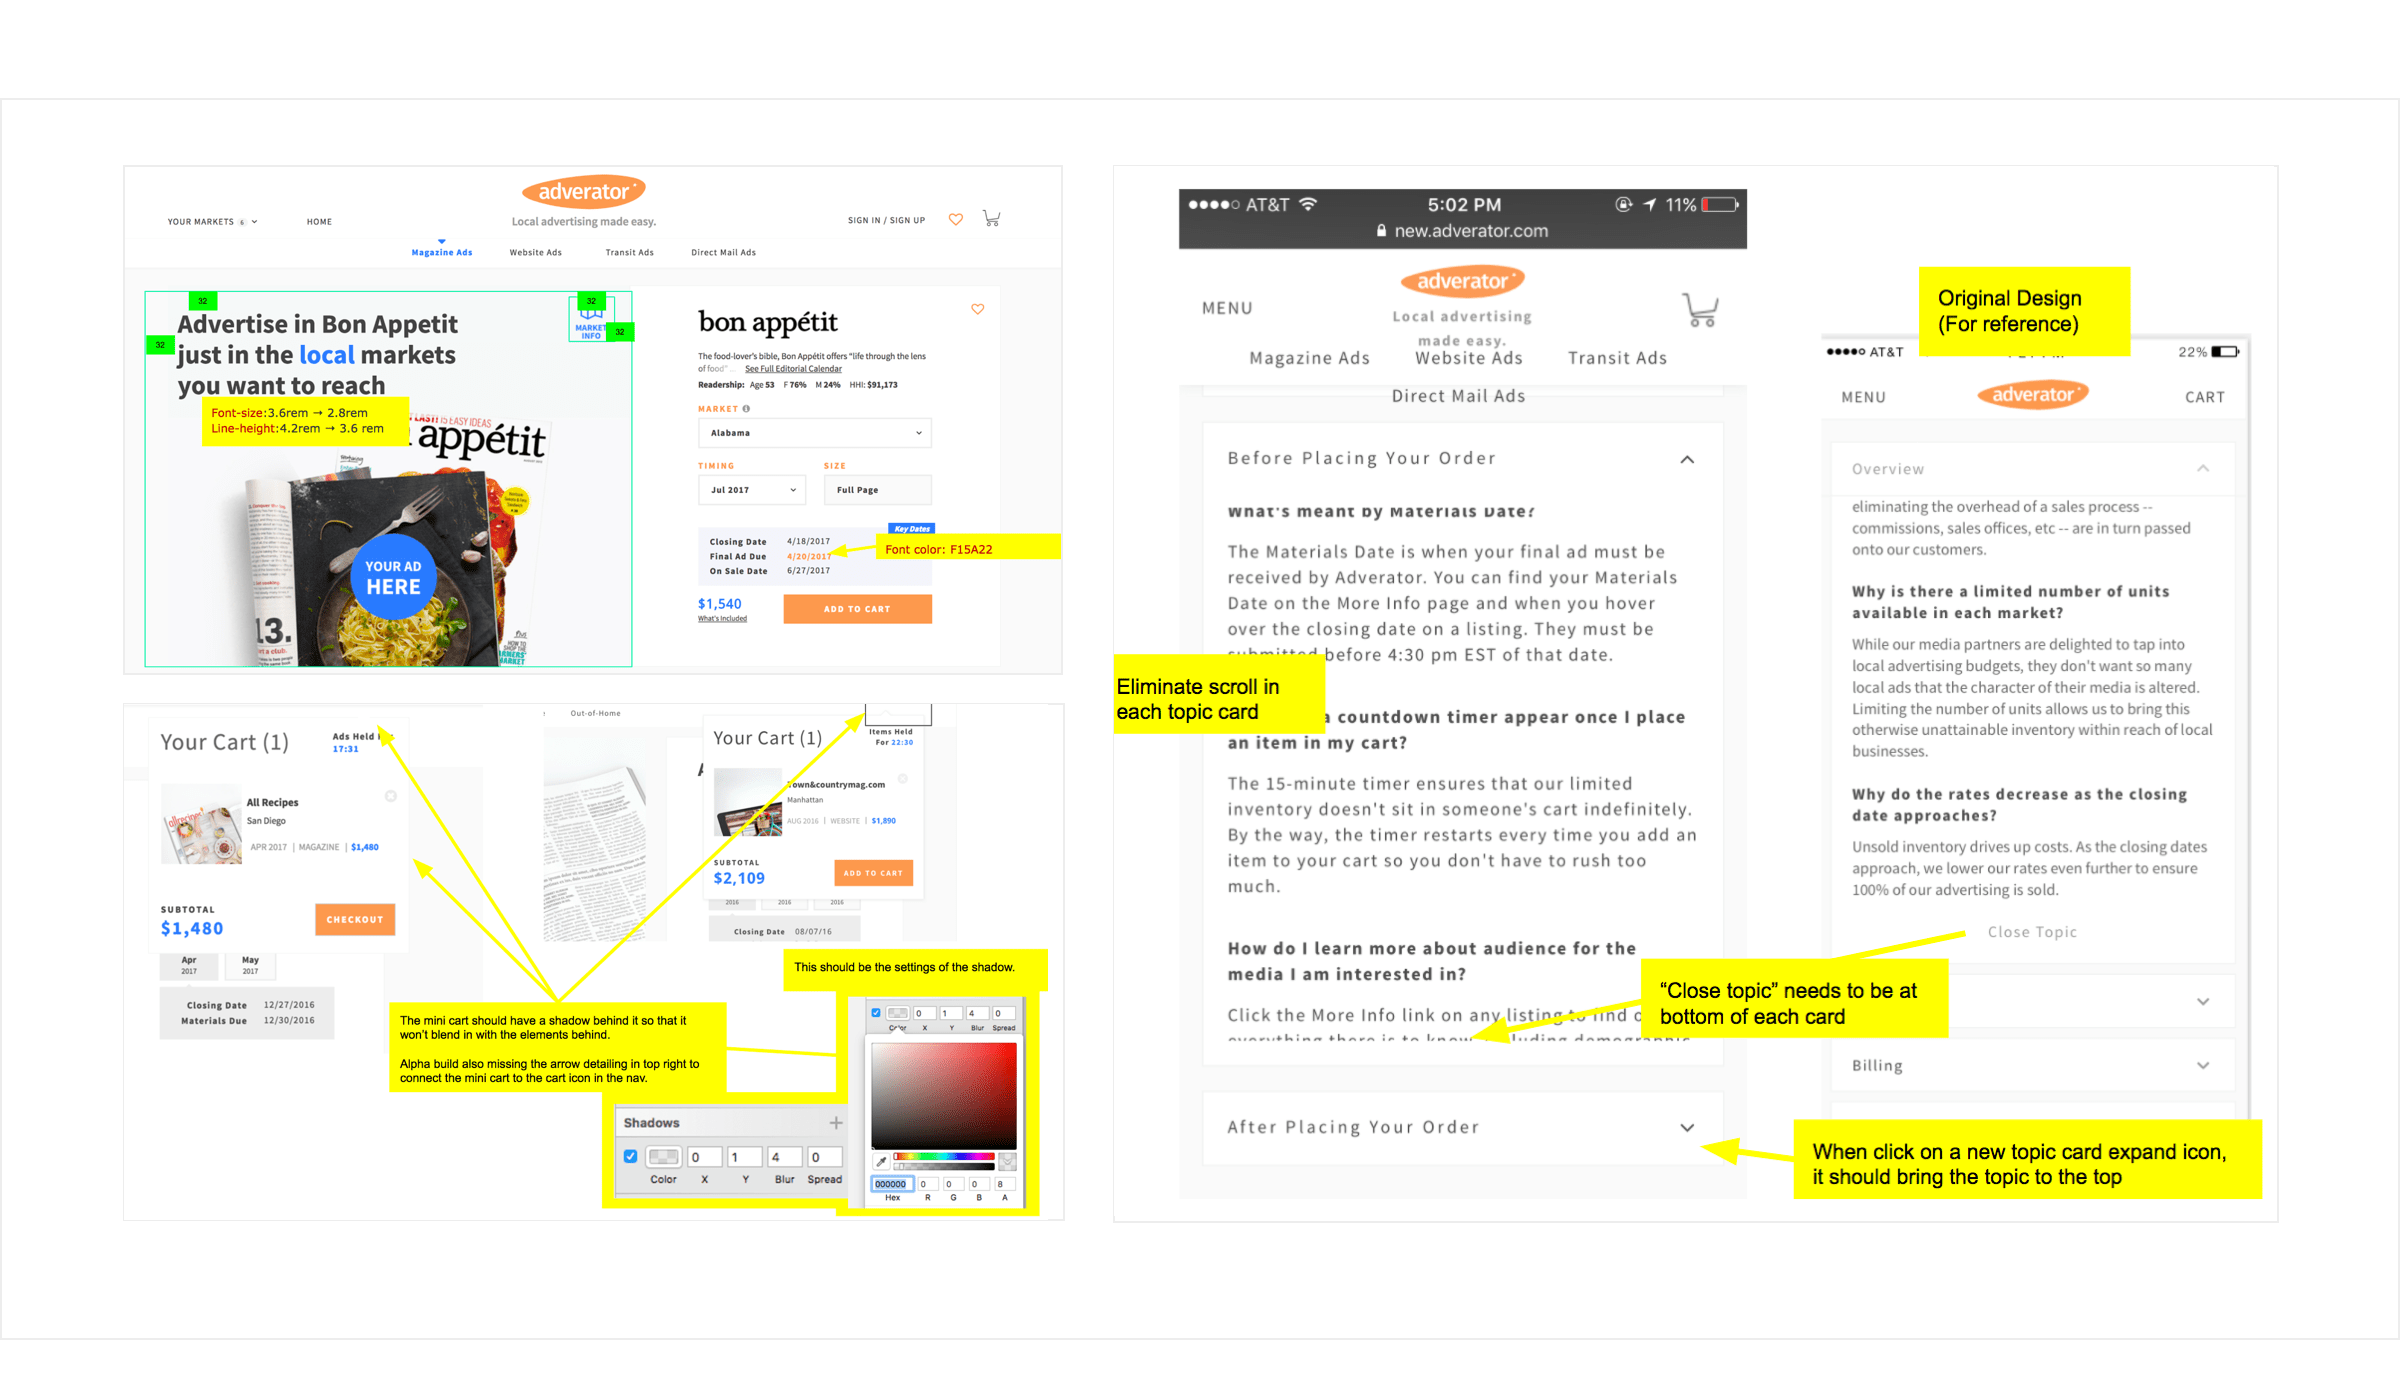 adverator
YOUR MARKETS 6
HOME
Local advertising made easy.
SIGN IN / SIGN UP
Magazine Ads
Website Ads
Transit Ads
Direct Mail Ads
32
32
32
32
Advertise in Bon Appetit
just in the local markets
you want to reach
MARKET
INFO
Font-size:3.6rem → 2.8rem
Line-height:4.2rem → 3.6 rem
LAST! IS EASY IDEAS
appétit
YOUR AD
HERE
13.
bon appétit
The food-lover's bible, Bon Appétit offers "life through the lens
of food" ... See Full Editorial Calendar
Readership: Age 53 F 76% M 24% HHI: $91,173
MARKET
Alabama
TIMING
SIZE
Jul 2017
Full Page
Key Dates
Closing Date 4/18/2017
Final Ad Due 4/20/2017
On Sale Date 6/27/2017
Font color: F15A22
$1,540
What's Included
ADD TO CART
Your Cart (1)
Ads Held
17:31
All Recipes
San Diego
APR 2017 | MAGAZINE | $1,480
SUBTOTAL
$1,480
CHECKOUT
Apr
2017
May
2017
Closing Date 12/27/2016
Materials Due 12/30/2016
Out-of-Home
Your Cart (1)
Items Held
For 22:30
Town&countrymag.com
Manhattan
AUG 2016 | WEBSITE | $1,890
SUBTOTAL
$2,109
ADD TO CART
2016
2016
2016
Closing Date 08/07/16
This should be the settings of the shadow.
The mini cart should have a shadow behind it so that it
won't blend in with the elements behind.
Alpha build also missing the arrow detailing in top right to
connect the mini cart to the cart icon in the nav.
Shadows
0 1 4 0
Color X Y Blur Spread
0 1 4 0
Color X Y Blur Spread
000000 0 0 0 8
Hex R G B A
AT&T
5:02 PM
11%
new.adverator.com
MENU
adverator
Local advertising
made easy.
Magazine Ads
Website Ads
Transit Ads
Direct Mail Ads
Before Placing Your Order
What's meant by Materials Date?
The Materials Date is when your final ad must be
received by Adverator. You can find your Materials
Date on the More Info page and when you hover
over the closing date on a listing. They must be
submitted before 4:30 pm EST of that date.
Eliminate scroll in
each topic card
a countdown timer appear once I place
an item in my cart?
The 15-minute timer ensures that our limited
inventory doesn't sit in someone's cart indefinitely.
By the way, the timer restarts every time you add an
item to your cart so you don't have to rush too
much.
How do I learn more about audience for the
media I am interested in?
Click the More Info link on any listing to find
everything there is to know, including demographic
After Placing Your Order
Original Design
(For reference)
AT&T
22%
MENU
adverator
CART
Overview
eliminating the overhead of a sales process --
commissions, sales offices, etc -- are in turn passed
onto our customers.
Why is there a limited number of units
available in each market?
While our media partners are delighted to tap into
local advertising budgets, they don't want so many
local ads that the character of their media is altered.
Limiting the number of units allows us to bring this
otherwise unattainable inventory within reach of local
businesses.
Why do the rates decrease as the closing
date approaches?
Unsold inventory drives up costs. As the closing dates
approach, we lower our rates even further to ensure
100% of our advertising is sold.
Close Topic
“Close topic” needs to be at
bottom of each card
Billing
When click on a new topic card expand icon,
it should bring the topic to the top